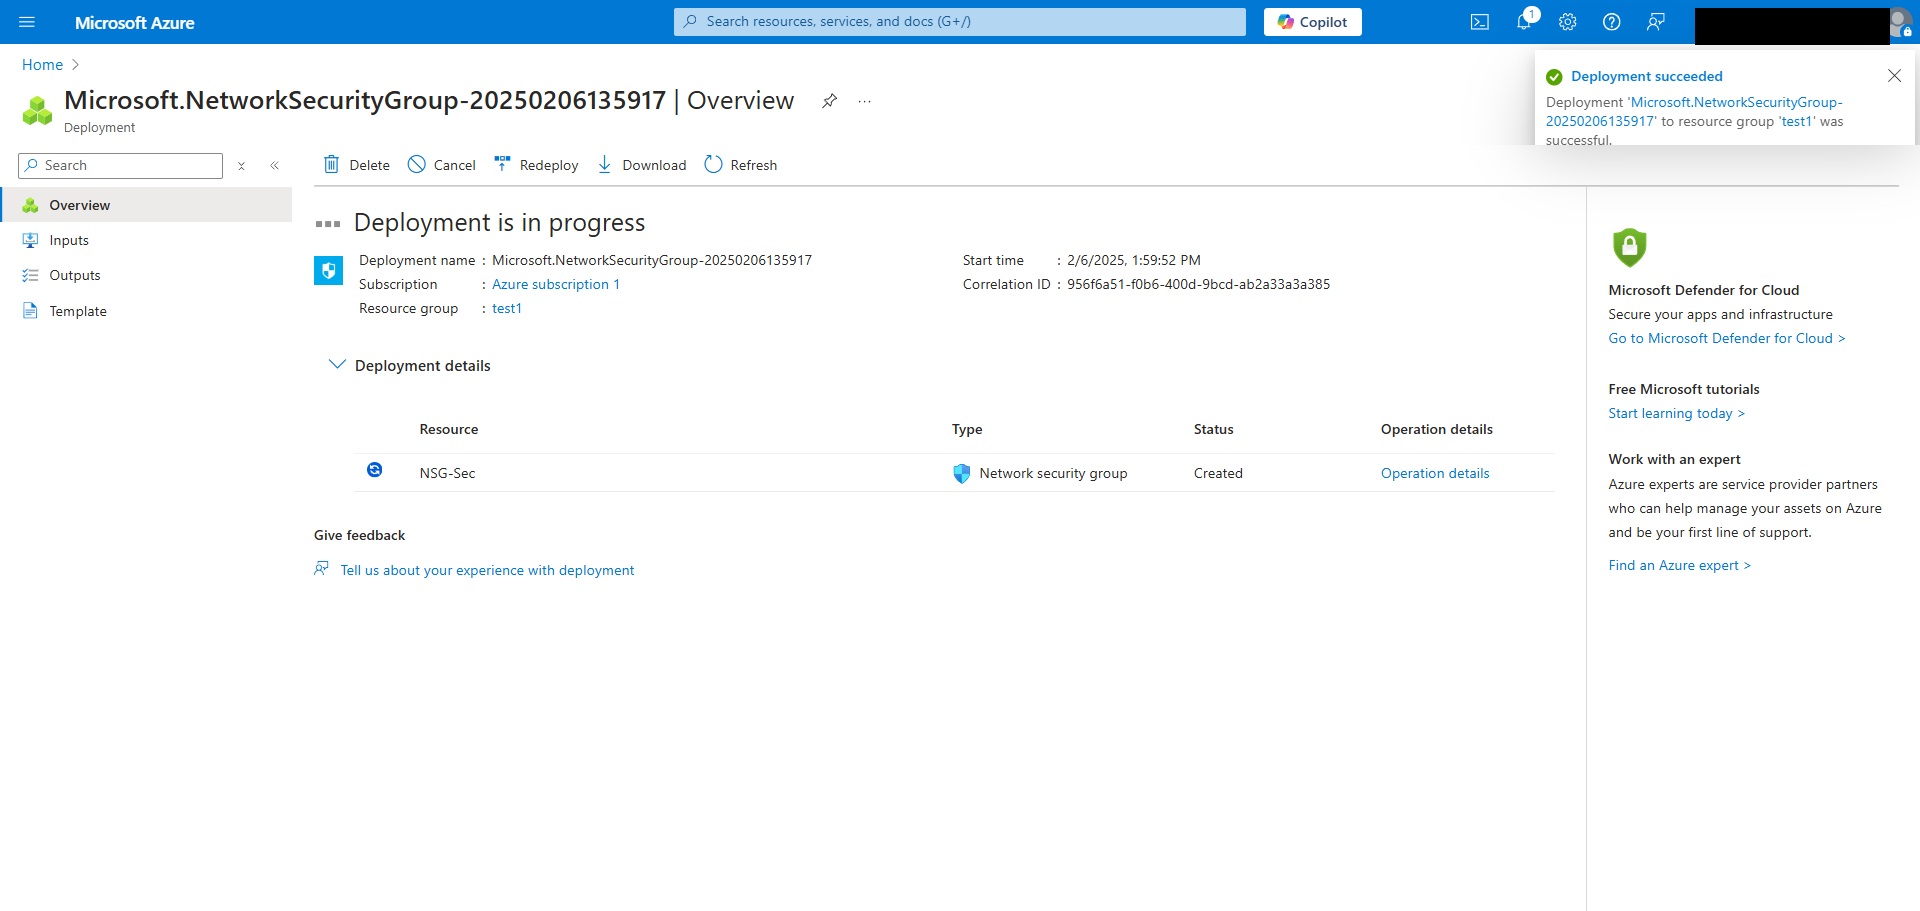 Microsoft Azure
Search resources, services, and docs (G+/)
Copilot
1
Home
Microsoft.NetworkSecurityGroup-20250206135917 | Overview
Deployment
Deployment succeeded
Deployment 'Microsoft.NetworkSecurityGroup-
20250206135917' to resource group 'test1' was
successful.
Search
Delete
Cancel
Redeploy
Download
Refresh
Overview
Inputs
Outputs
Template
Deployment is in progress
Deployment name : Microsoft.NetworkSecurityGroup-20250206135917
Subscription : Azure subscription 1
Resource group : test1
Start time : 2/6/2025, 1:59:52 PM
Correlation ID : 956f6a51-f0b6-400d-9bcd-ab2a33a3a385
Deployment details
Resource Type Status Operation details
NSG-Sec Network security group Created Operation details
Give feedback
Tell us about your experience with deployment
Microsoft Defender for Cloud
Secure your apps and infrastructure
Go to Microsoft Defender for Cloud >
Free Microsoft tutorials
Start learning today >
Work with an expert
Azure experts are service provider partners
who can help manage your assets on Azure
and be your first line of support.
Find an Azure expert >